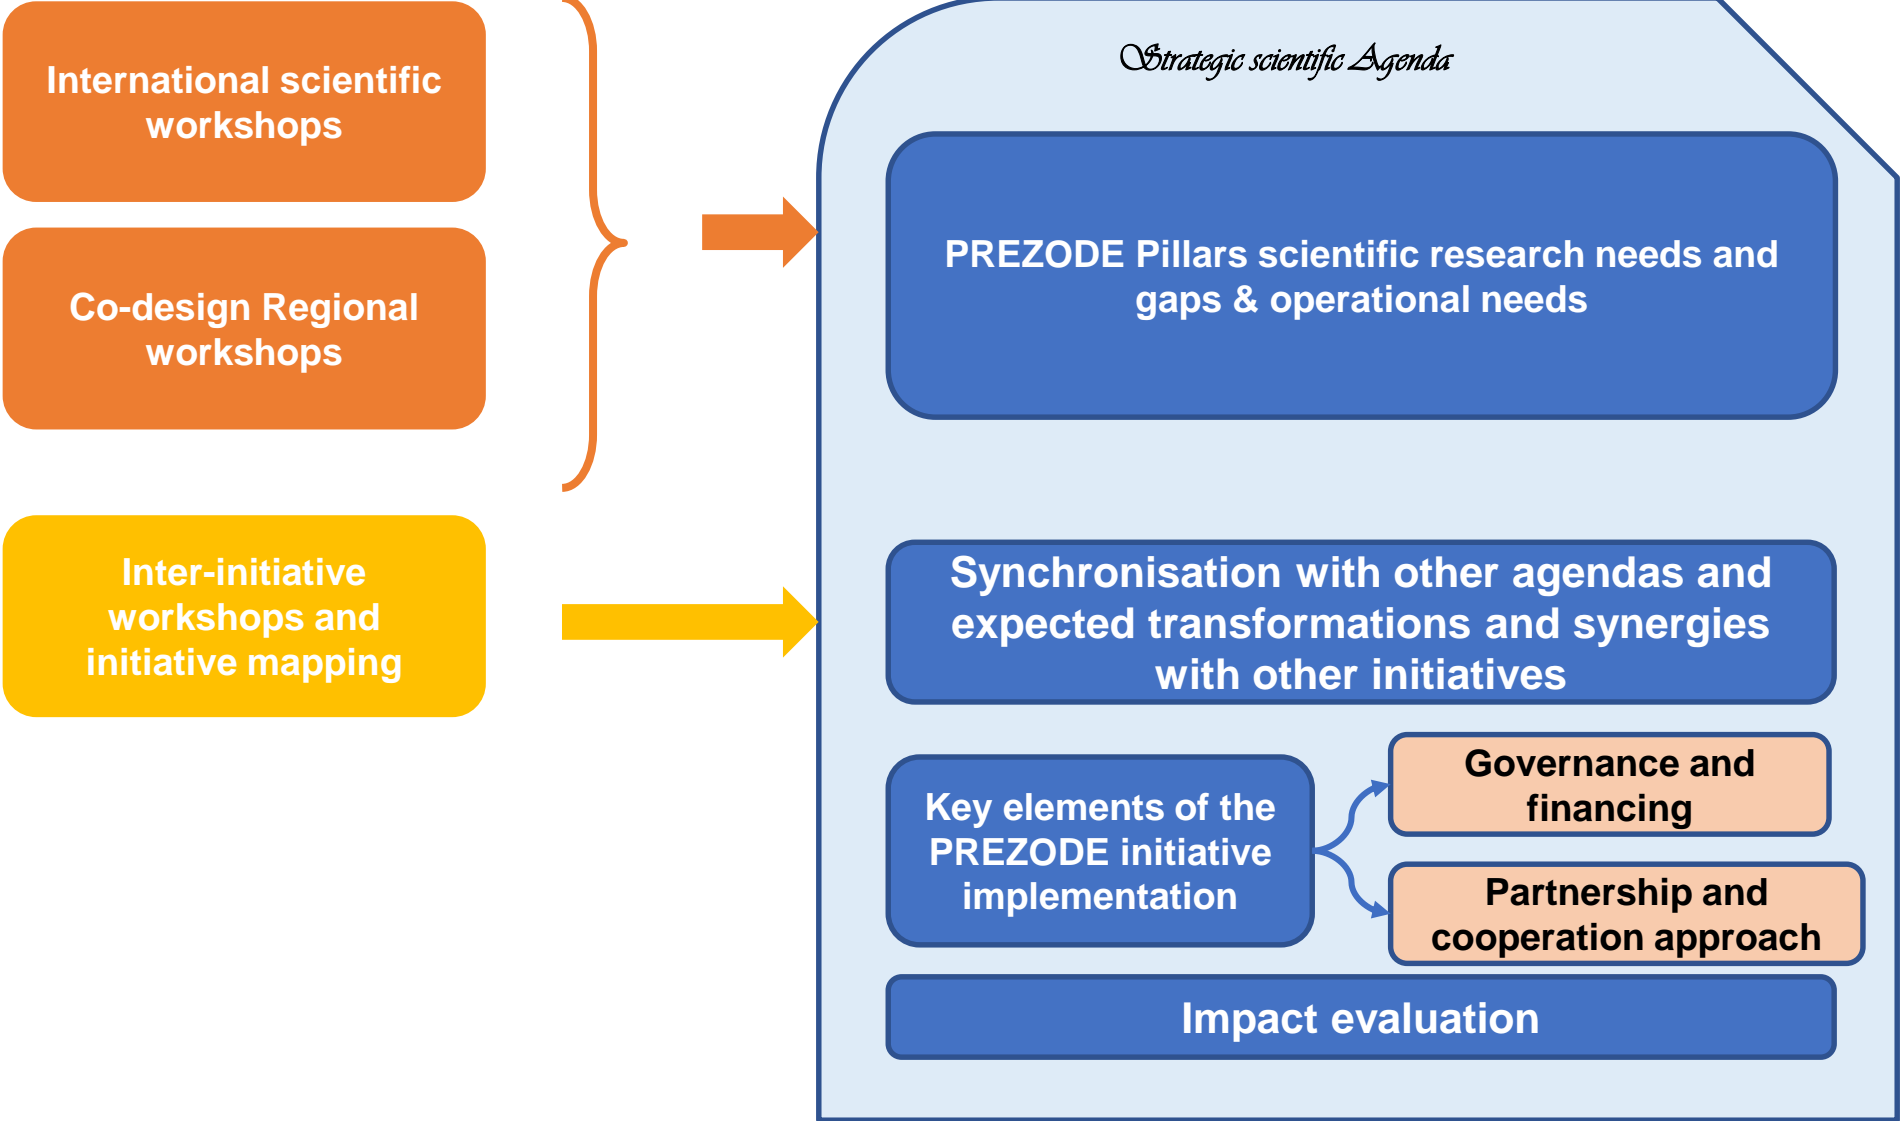 International scientific
workshops
Co-design Regional
workshops
Inter-initiative
workshops and
initiative mapping
Strategic scientific Agenda
PREZODE Pillars scientific research needs and
gaps & operational needs
Synchronisation with other agendas and
expected transformations and synergies
with other initiatives
Key elements of the
PREZODE initiative
implementation
Governance and
financing
Partnership and
cooperation approach
Impact evaluation